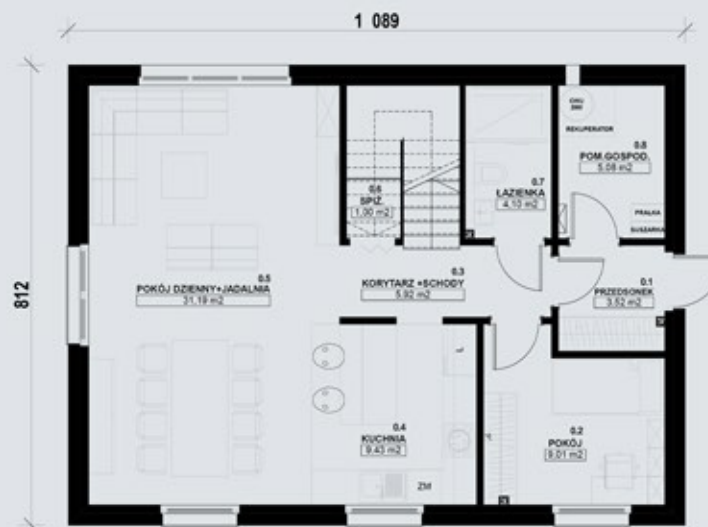 1 089
812
CWU
REKUPERATOR
0.8
POM.GOSPOD.
5,08 m2
PRALKA
SUSZARKA
0.7
ŁAZIENKA
4,10 m2
0.6
SPIŻ.
1,00 m2
0.5
POKÓJ DZIENNY+JADALNIA
31,19 m2
0.3
KORYTARZ +SCHODY
5,92 m2
0.1
PRZEDSONEK
3,52 m2
0.4
KUCHNIA
9,43 m2
ZM
0.2
POKÓJ
9,01 m2